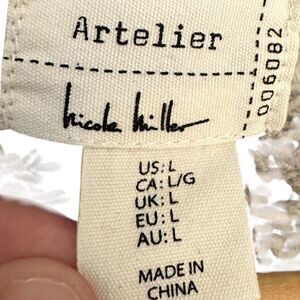 Artelier
nicole miller
006082
US: L
CA: L/G
UK: L
EU: L
AU: L
MADE IN
CHINA